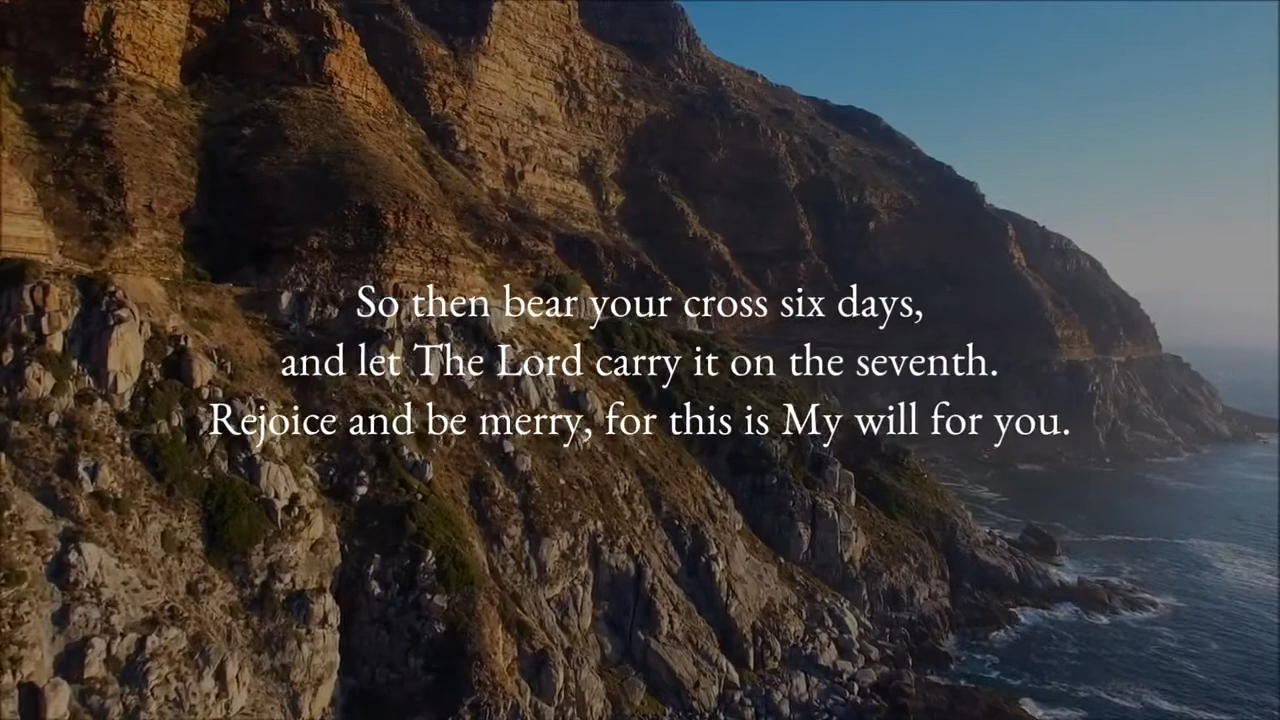 So then bear your cross six days,
and let The Lord carry it on the seventh.
Rejoice and be merry, for this is My will for you.